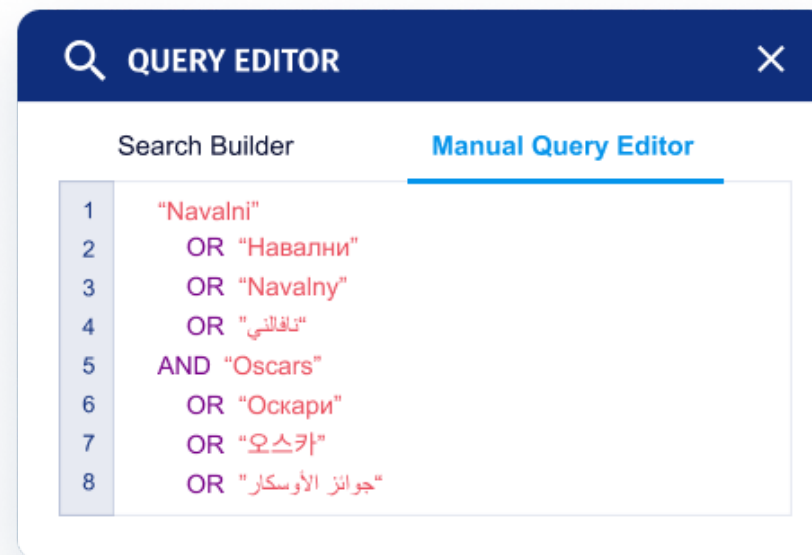 QUERY EDITOR
Search Builder
Manual Query Editor
1 “Navalni”
2 OR “Навални”
3 OR “Navalny”
4 OR “نافالني”
5 AND “Oscars”
6 OR “Оскари”
7 OR “오스카”
8 OR “جوائز الأوسكار”